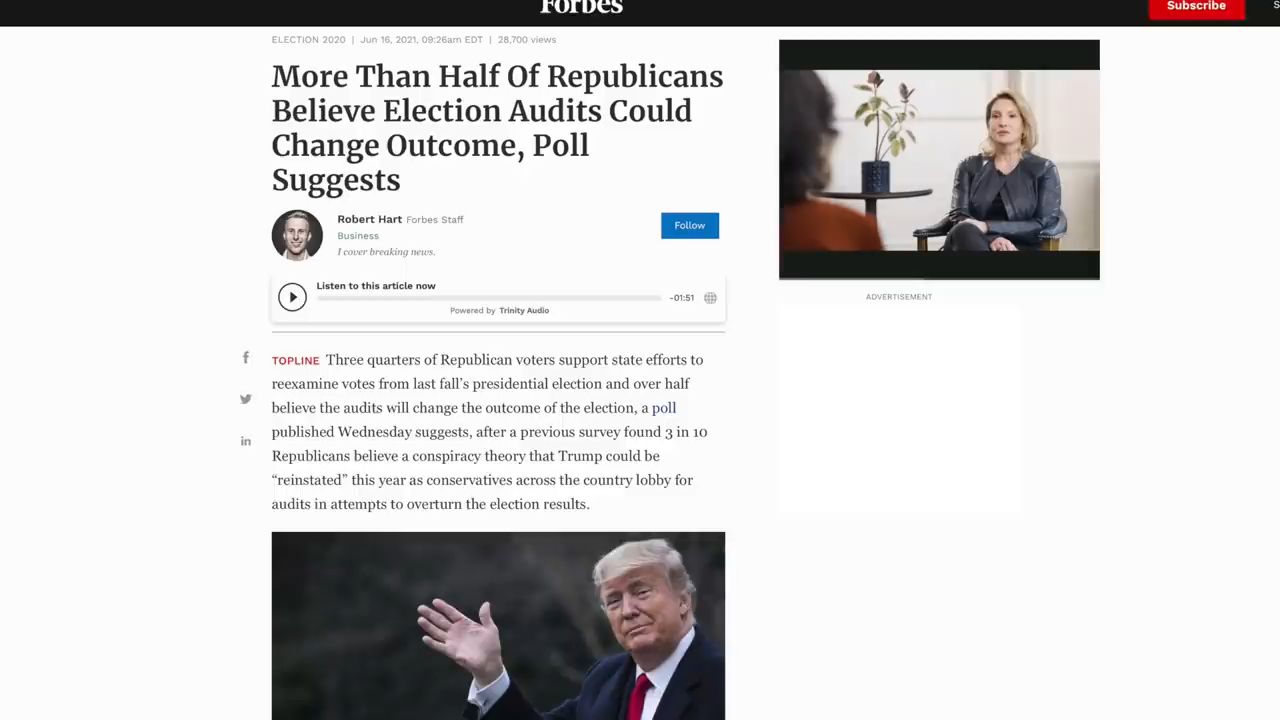 Forbes
Subscribe
S
ELECTION 2020 | Jun 16, 2021, 09:26am EDT | 28,700 views
More Than Half Of Republicans
Believe Election Audits Could
Change Outcome, Poll
Suggests
Robert Hart Forbes Staff
Business
I cover breaking news.
Follow
Listen to this article now
-01:51
Powered by Trinity Audio
ADVERTISEMENT
TOPLINE Three quarters of Republican voters support state efforts to
reexamine votes from last fall's presidential election and over half
believe the audits will change the outcome of the election, a poll
published Wednesday suggests, after a previous survey found 3 in 10
Republicans believe a conspiracy theory that Trump could be
“reinstated” this year as conservatives across the country lobby for
audits in attempts to overturn the election results.